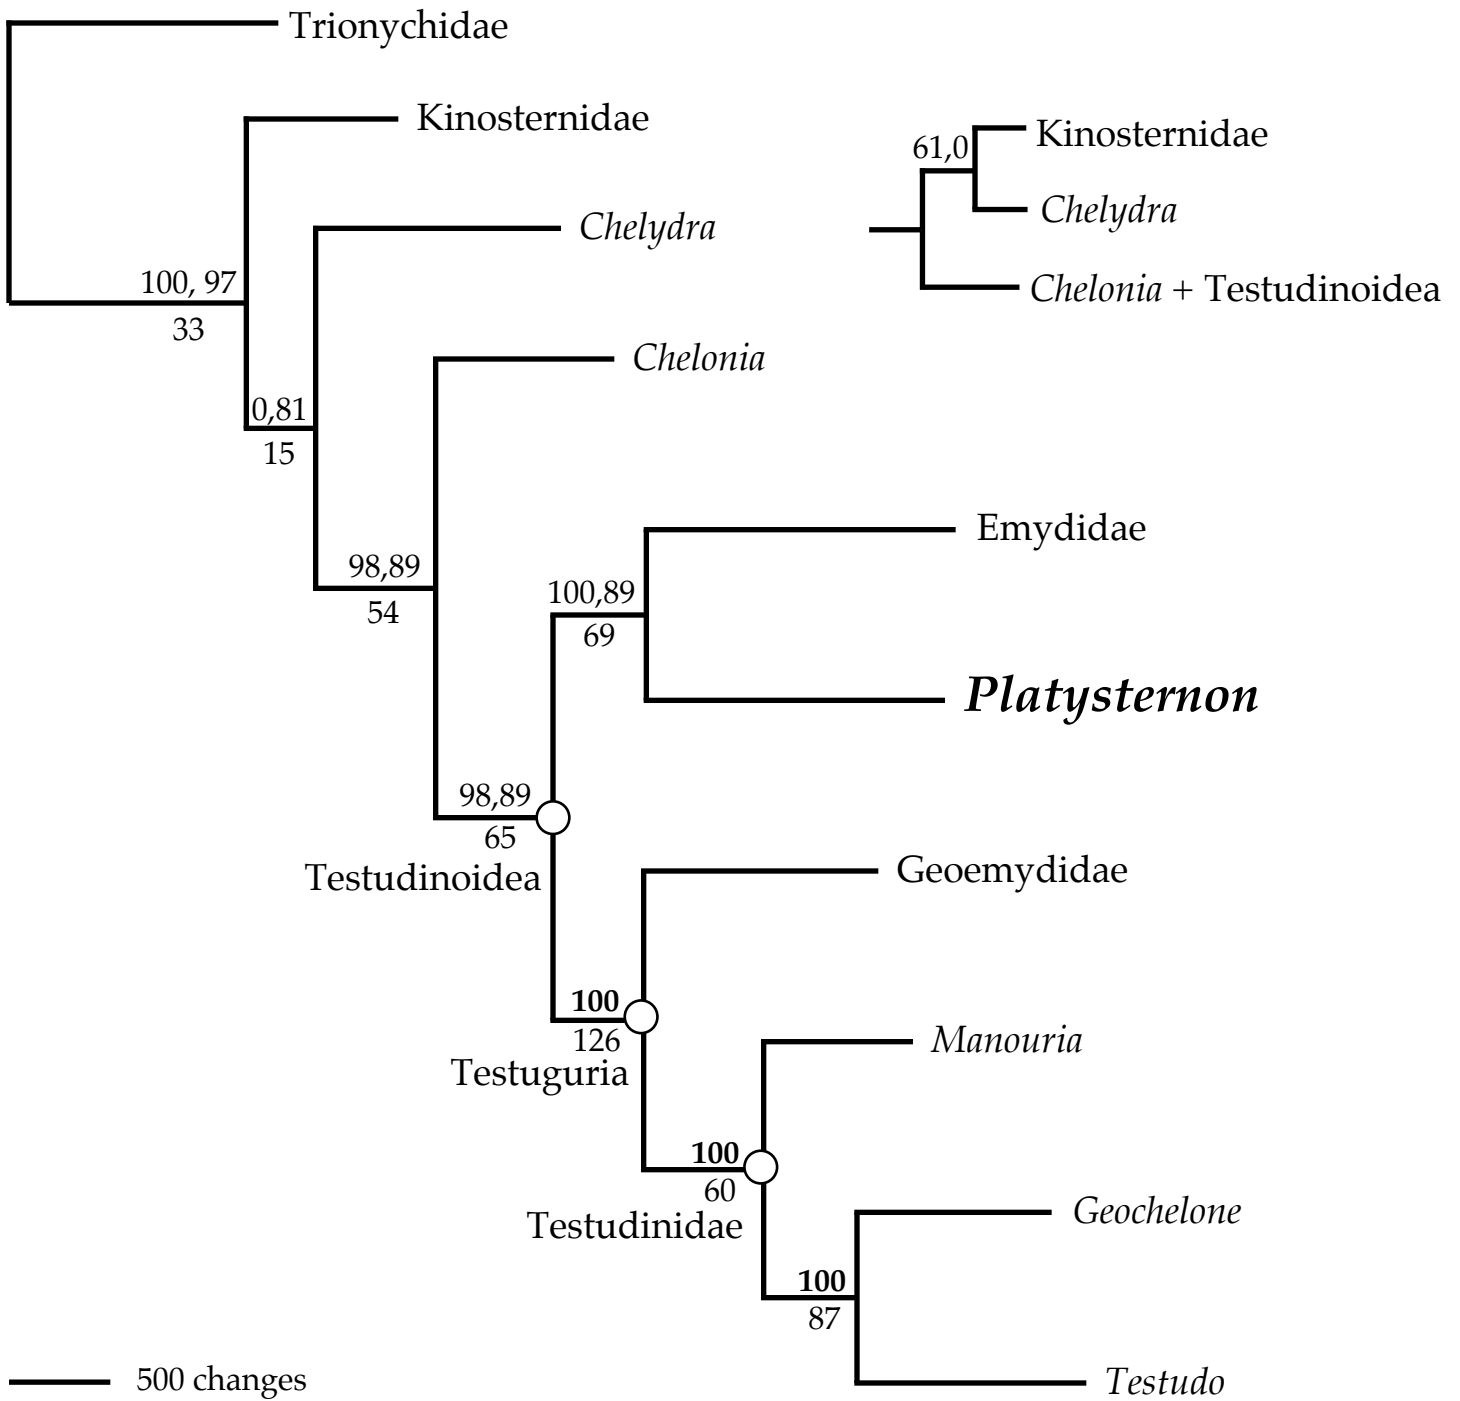 Trionychidae
Kinosternidae
Kinosternidae
61,0
Chelydra
Chelydra
100, 97
33
Chelonia + Testudinoidea
Chelonia
0,81
15
Emydidae
98,89
54
100,89
69
Platysternon
98,89
65
Testudinoidea
Geoemydidae
100
126
Testuguria
Manouria
100
60
Testudinidae
Geochelone
100
87
500 changes
Testudo